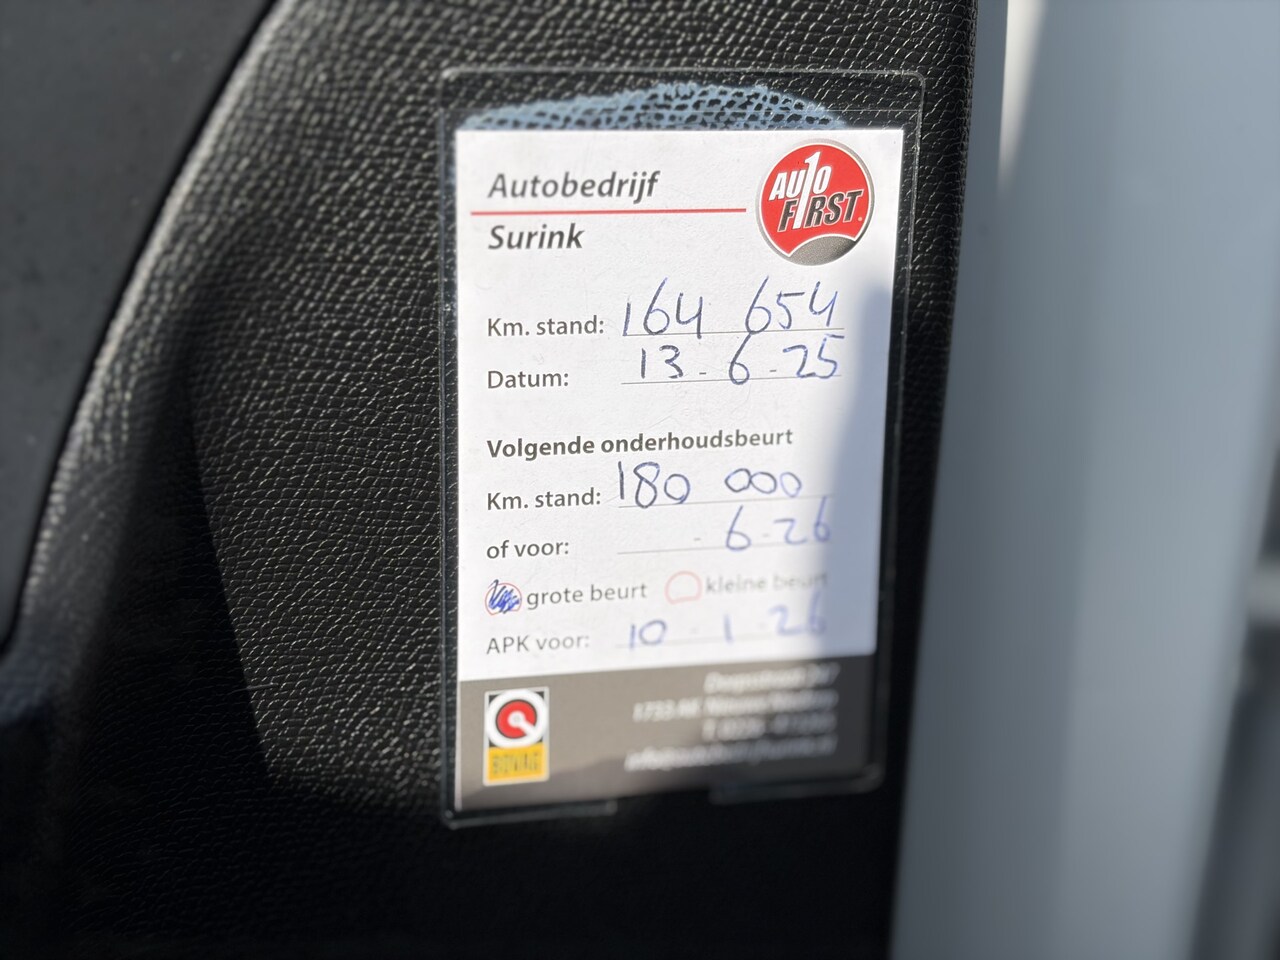 Autobedrijf
Surink
AUTO FIRST
Km. stand: 164 654
Datum: 13-6-25
Volgende onderhoudsbeurt
Km. stand: 180 000
of voor: - 6-26
grote beurt kleine beurt
APK voor: 10-1-26
BOVAG